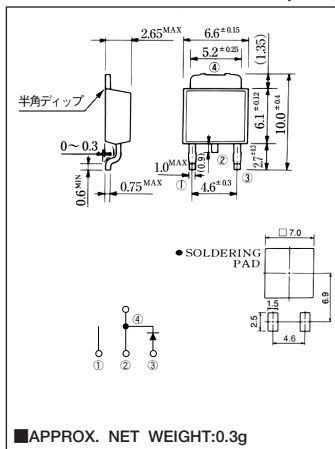 2.65MAX
6.6 ±0.15
5.2 ±0.25
(1.35)
④
半角ディップ
6.1 ±0.12
10.0 ±0.4
0～0.3
1.0MAX
(0.9)
②
2.7
0.6MIN
0.75MAX
①
4.6 ±0.3
③
● SOLDERING
PAD
□ 7.0
6.9
1.5
2.5
4.6
④
① ② ③
■APPROX. NET WEIGHT:0.3g